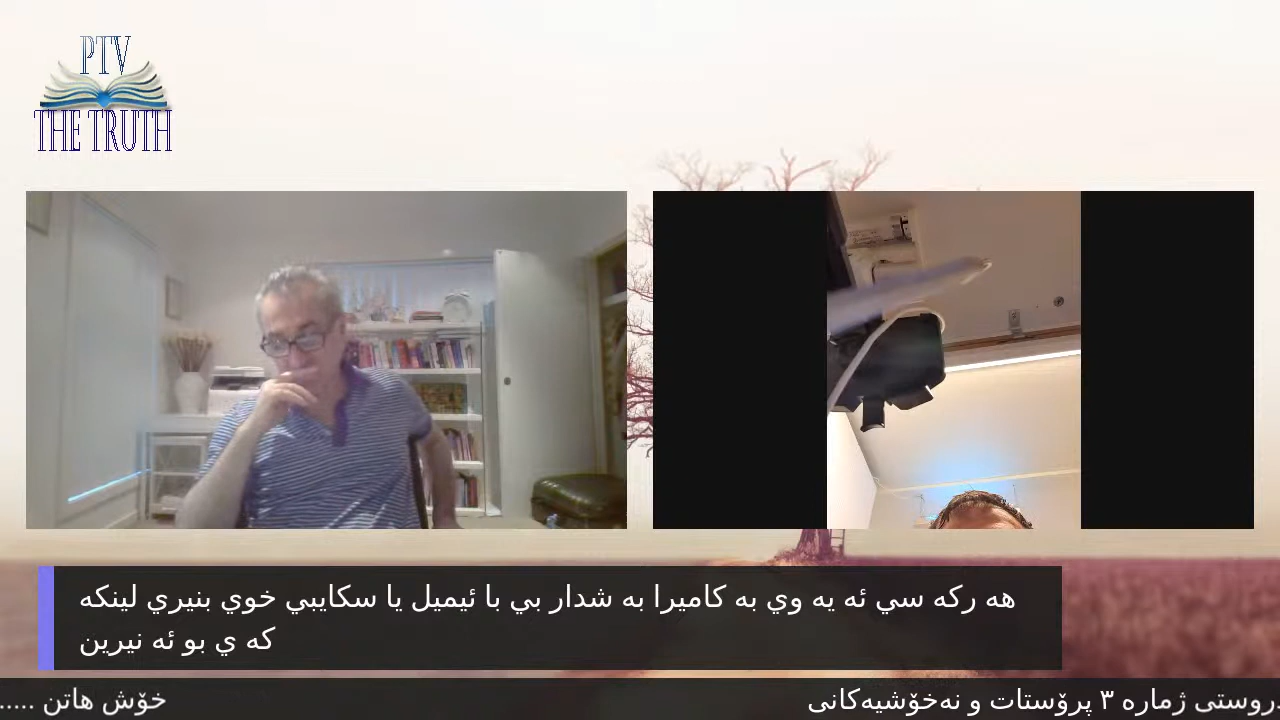 PTV
THE TRUTH
هه ركه سي ئه يه وي به كاميرا به شدار بي با ئيميل يا سكايبي خوي بنيري لينكه
كه ي بو ئه نيرين
دروستی ژماره ٣ پرۆستات و نەخۆشیەکانی
خۆش هاتن .....